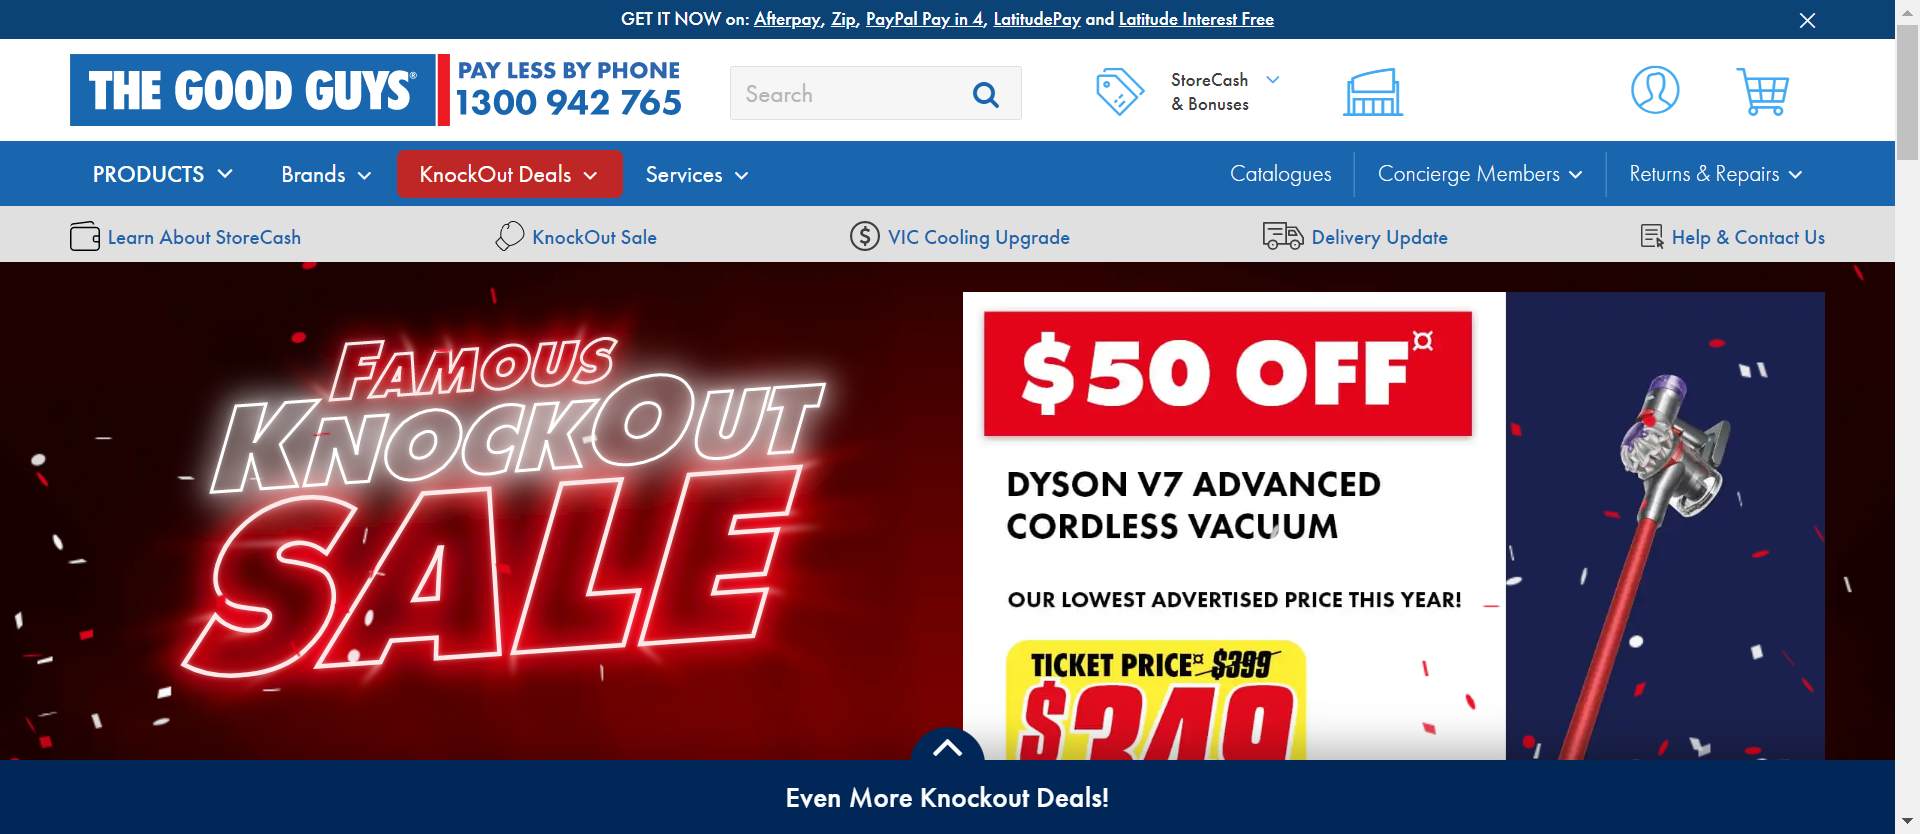 GET IT NOW on: Afterpay, Zip, PayPal Pay in 4, LatitudePay and Latitude Interest Free
THE GOOD GUYS®
PAY LESS BY PHONE
1300 942 765
Search
StoreCash
& Bonuses
PRODUCTS
Brands
KnockOut Deals
Services
Catalogues
Concierge Members
Returns & Repairs
Learn About StoreCash
KnockOut Sale
VIC Cooling Upgrade
Delivery Update
Help & Contact Us
FAMOUS
KNOCKOUT
SALE
$50 OFF¤
DYSON V7 ADVANCED
CORDLESS VACUUM
OUR LOWEST ADVERTISED PRICE THIS YEAR!
TICKET PRICE¤ $399
$349
Even More Knockout Deals!